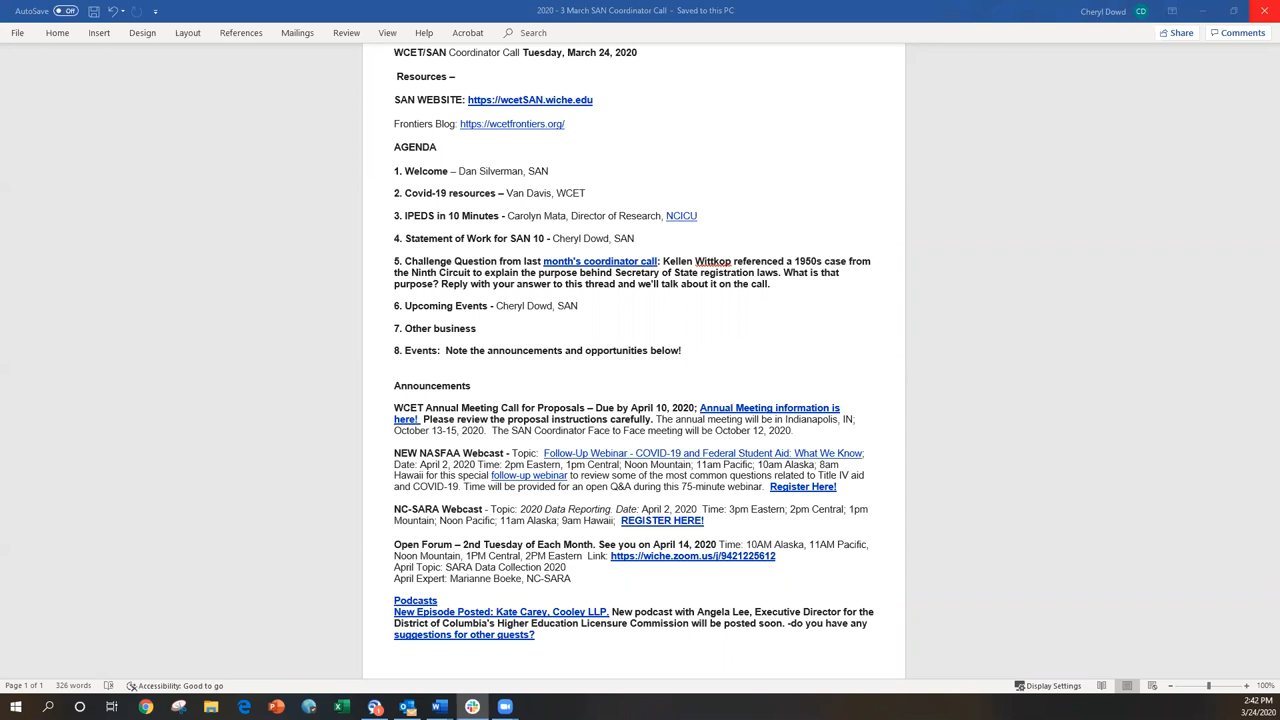 AutoSave Off
2020 - 3 March SAN Coordinator Call - Saved to this PC
Cheryl Dowd CD
File Home Insert Design Layout References Mailings Review View Help Acrobat Search Share Comments
WCET/SAN Coordinator Call Tuesday, March 24, 2020
Resources –
SAN WEBSITE: https://wcetSAN.wiche.edu
Frontiers Blog: https://wcetfrontiers.org/
AGENDA
1. Welcome – Dan Silverman, SAN
2. Covid-19 resources – Van Davis, WCET
3. IPEDS in 10 Minutes - Carolyn Mata, Director of Research, NCICU
4. Statement of Work for SAN 10 - Cheryl Dowd, SAN
5. Challenge Question from last month's coordinator call: Kellen Wittkop referenced a 1950s case from
the Ninth Circuit to explain the purpose behind Secretary of State registration laws. What is that
purpose? Reply with your answer to this thread and we'll talk about it on the call.
6. Upcoming Events - Cheryl Dowd, SAN
7. Other business
8. Events: Note the announcements and opportunities below!
Announcements
WCET Annual Meeting Call for Proposals – Due by April 10, 2020; Annual Meeting information is
here! Please review the proposal instructions carefully. The annual meeting will be in Indianapolis, IN;
October 13-15, 2020. The SAN Coordinator Face to Face meeting will be October 12, 2020.
NEW NASFAA Webcast - Topic: Follow-Up Webinar - COVID-19 and Federal Student Aid: What We Know;
Date: April 2, 2020 Time: 2pm Eastern, 1pm Central; Noon Mountain; 11am Pacific; 10am Alaska; 8am
Hawaii for this special follow-up webinar to review some of the most common questions related to Title IV aid
and COVID-19. Time will be provided for an open Q&A during this 75-minute webinar. Register Here!
NC-SARA Webcast - Topic: 2020 Data Reporting. Date: April 2, 2020 Time: 3pm Eastern; 2pm Central; 1pm
Mountain; Noon Pacific; 11am Alaska; 9am Hawaii; REGISTER HERE!
Open Forum – 2nd Tuesday of Each Month. See you on April 14, 2020 Time: 10AM Alaska, 11AM Pacific,
Noon Mountain, 1PM Central, 2PM Eastern Link: https://wiche.zoom.us/j/9421225612
April Topic: SARA Data Collection 2020
April Expert: Marianne Boeke, NC-SARA
Podcasts
New Episode Posted: Kate Carey, Cooley LLP. New podcast with Angela Lee, Executive Director for the
District of Columbia's Higher Education Licensure Commission will be posted soon. -do you have any
suggestions for other guests?
Page 1 of 1 326 words Accessibility: Good to go Display Settings 100%
2:42 PM
3/24/2020